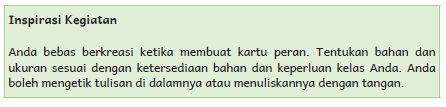 Inspirasi Kegiatan
Anda bebas berkreasi ketika membuat kartu peran. Tentukan bahan dan
ukuran sesuai dengan ketersediaan bahan dan keperluan kelas Anda. Anda
boleh mengetik tulisan di dalamnya atau menuliskannya dengan tangan.